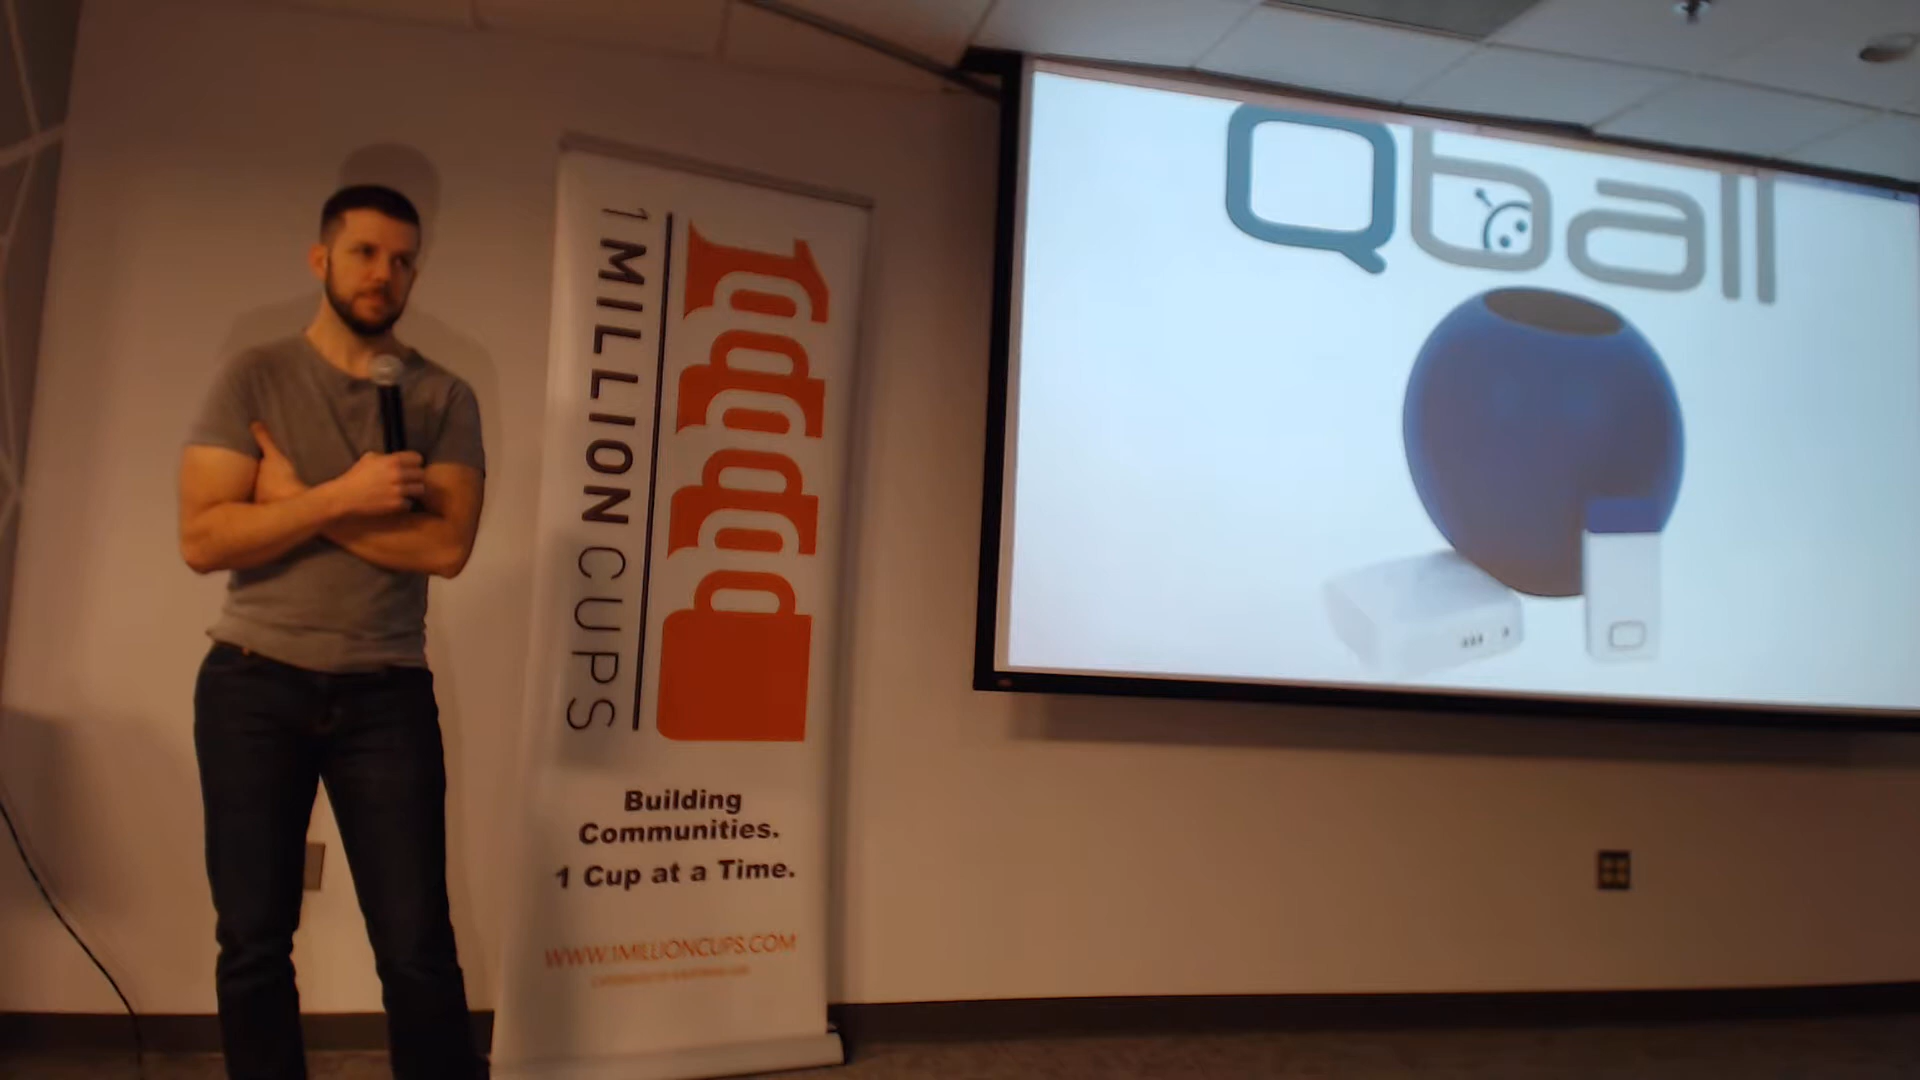 1 MILLION CUPS
Building
Communities.
1 Cup at a Time.
WWW.1MILLIONCUPS.COM
Qball